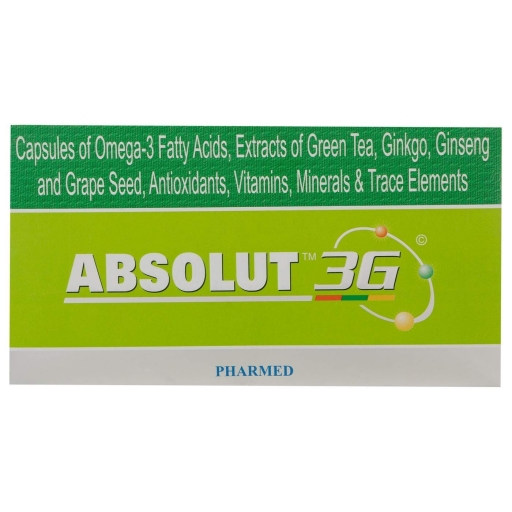 Capsules of Omega-3 Fatty Acids, Extracts of Green Tea, Ginkgo, Ginseng
and Grape Seed, Antioxidants, Vitamins, Minerals & Trace Elements
ABSOLUT™ 3G ©
PHARMED